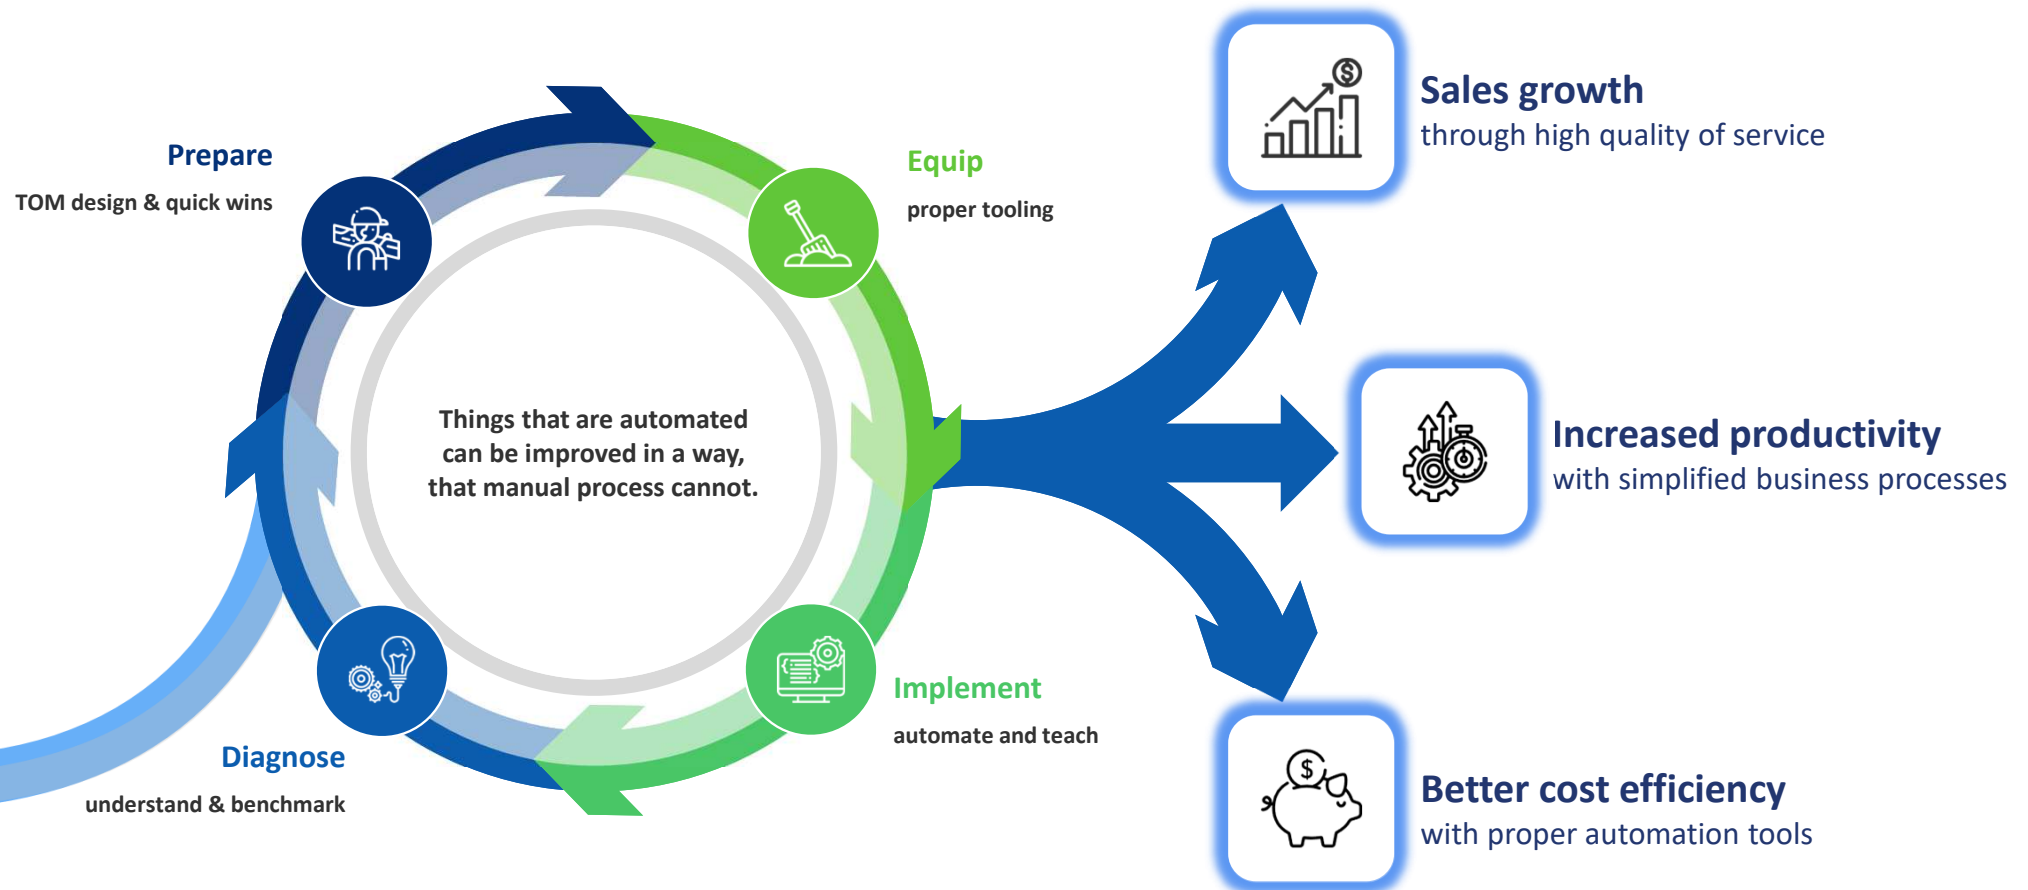 Prepare
TOM design & quick wins
Equip
proper tooling
Things that are automated
can be improved in a way,
that manual process cannot.
Diagnose
understand & benchmark
Implement
automate and teach
Sales growth
through high quality of service
Increased productivity
with simplified business processes
Better cost efficiency
with proper automation tools